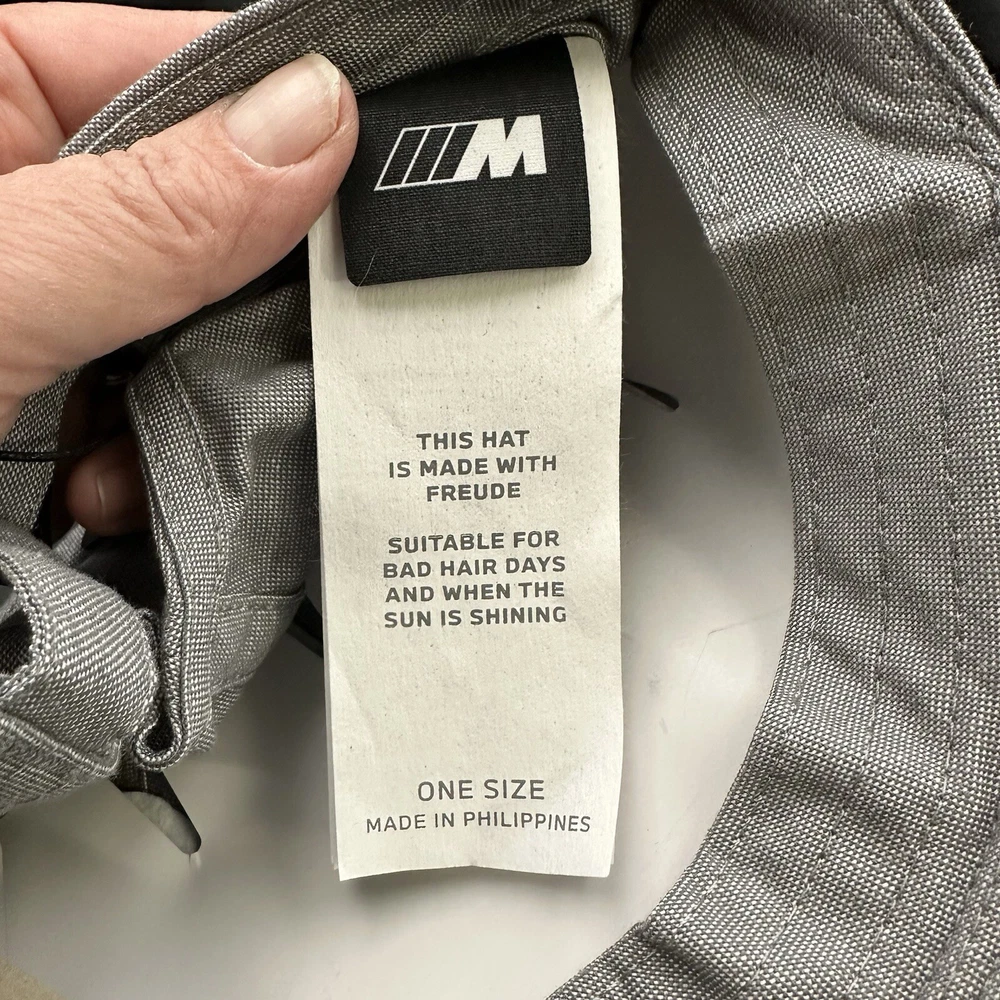 M
THIS HAT
IS MADE WITH
FREUDE
SUITABLE FOR
BAD HAIR DAYS
AND WHEN THE
SUN IS SHINING
ONE SIZE
MADE IN PHILIPPINES